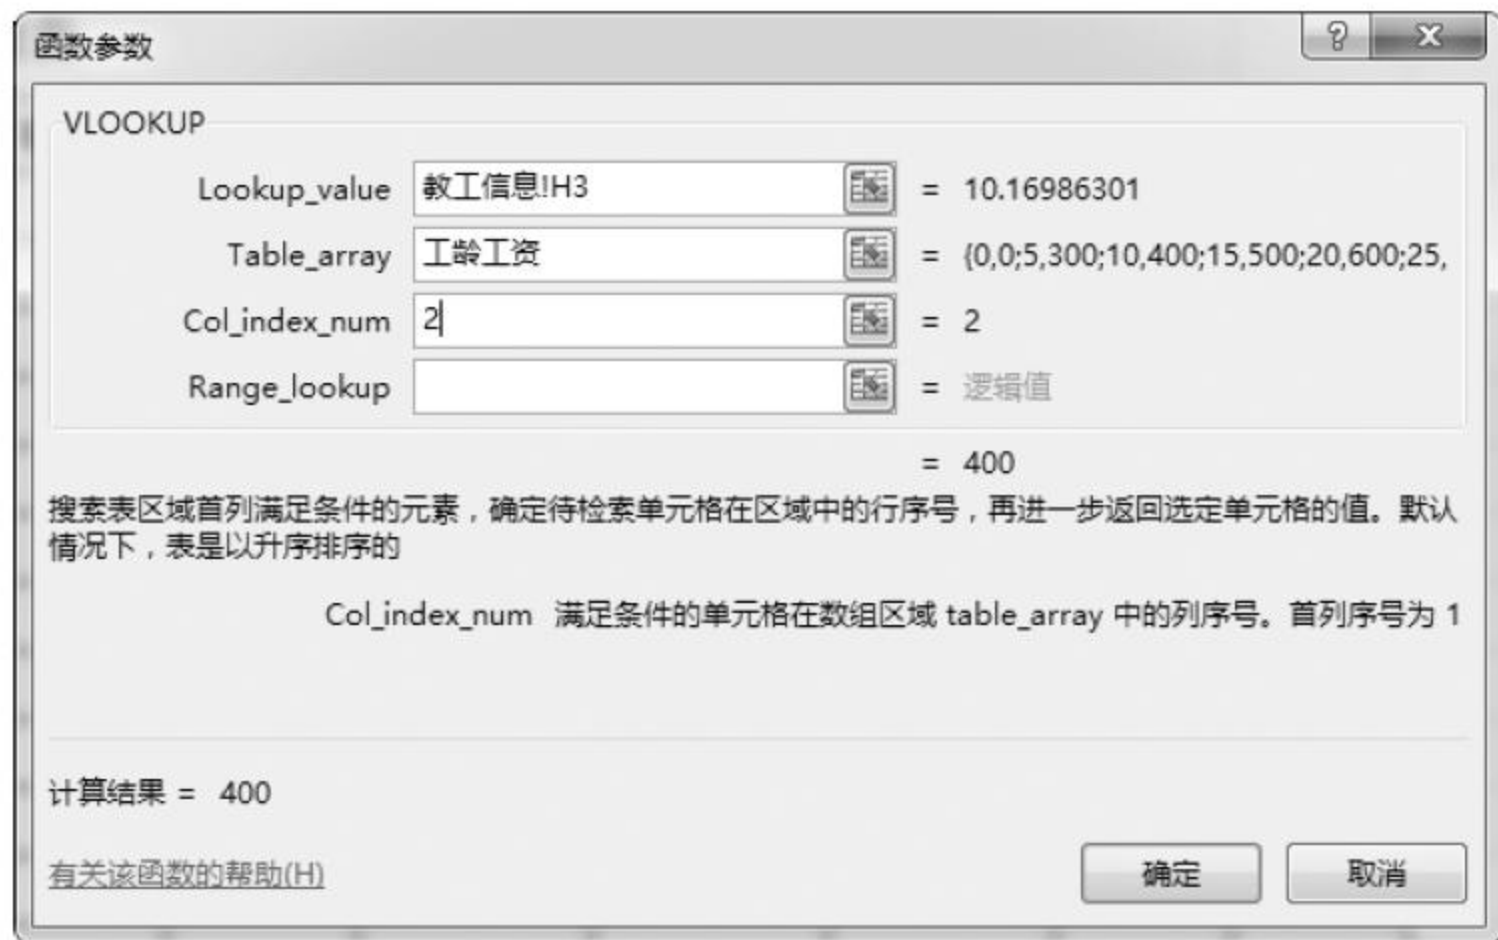 函数参数
VLOOKUP
Lookup_value 教工信息!H3 = 10.16986301
Table_array 工龄工资 = {0,0;5,300;10,400;15,500;20,600;25,
Col_index_num 2 = 2
Range_lookup = 逻辑值
= 400
搜索表区域首列满足条件的元素，确定待检索单元格在区域中的行序号，再进一步返回选定单元格的值。默认
情况下，表是以升序排序的
Col_index_num 满足条件的单元格在数组区域 table_array 中的列序号。首列序号为 1
计算结果 = 400
有关该函数的帮助(H)
确定 取消